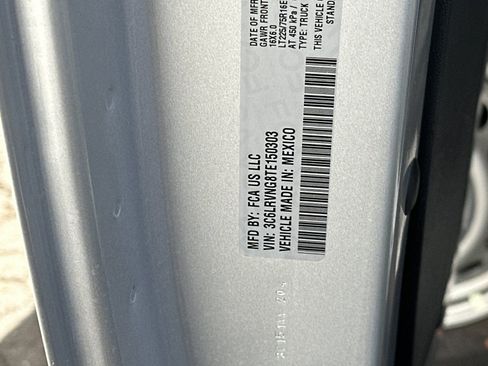 DATE OF MFR
GAWR FRONT
16X6.0
LT225/75R16E
AT 450 kPa /
TYPE: TRUCK
THIS VEHICLE
STAND
MFD BY: FCA US LLC
VIN: 3C6LRVNG8TE150303
VEHICLE MADE IN: MEXICO